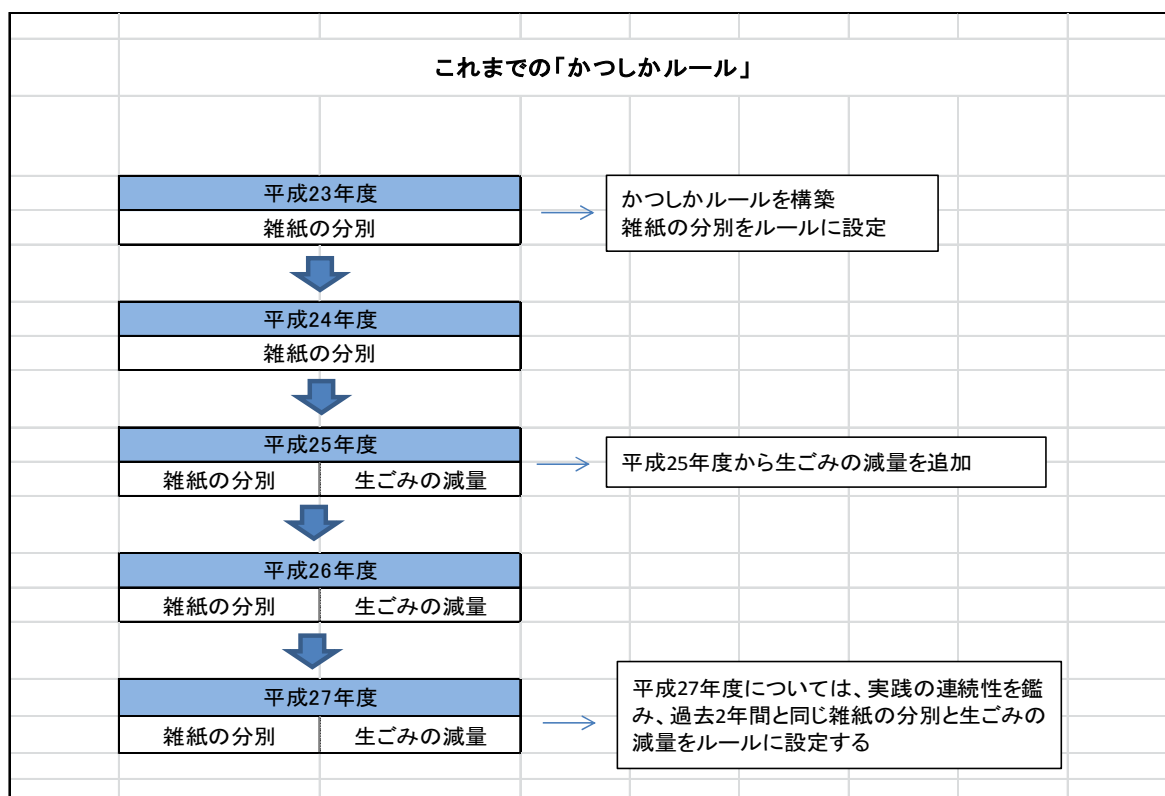 これまでの「かつしかルール」
平成23年度
雑紙の分別
かつしかルールを構築
雑紙の分別をルールに設定
平成24年度
雑紙の分別
平成25年度
雑紙の分別 生ごみの減量
平成25年度から生ごみの減量を追加
平成26年度
雑紙の分別 生ごみの減量
平成27年度
雑紙の分別 生ごみの減量
平成27年度については、実践の連続性を鑑
み、過去2年間と同じ雑紙の分別と生ごみの
減量をルールに設定する